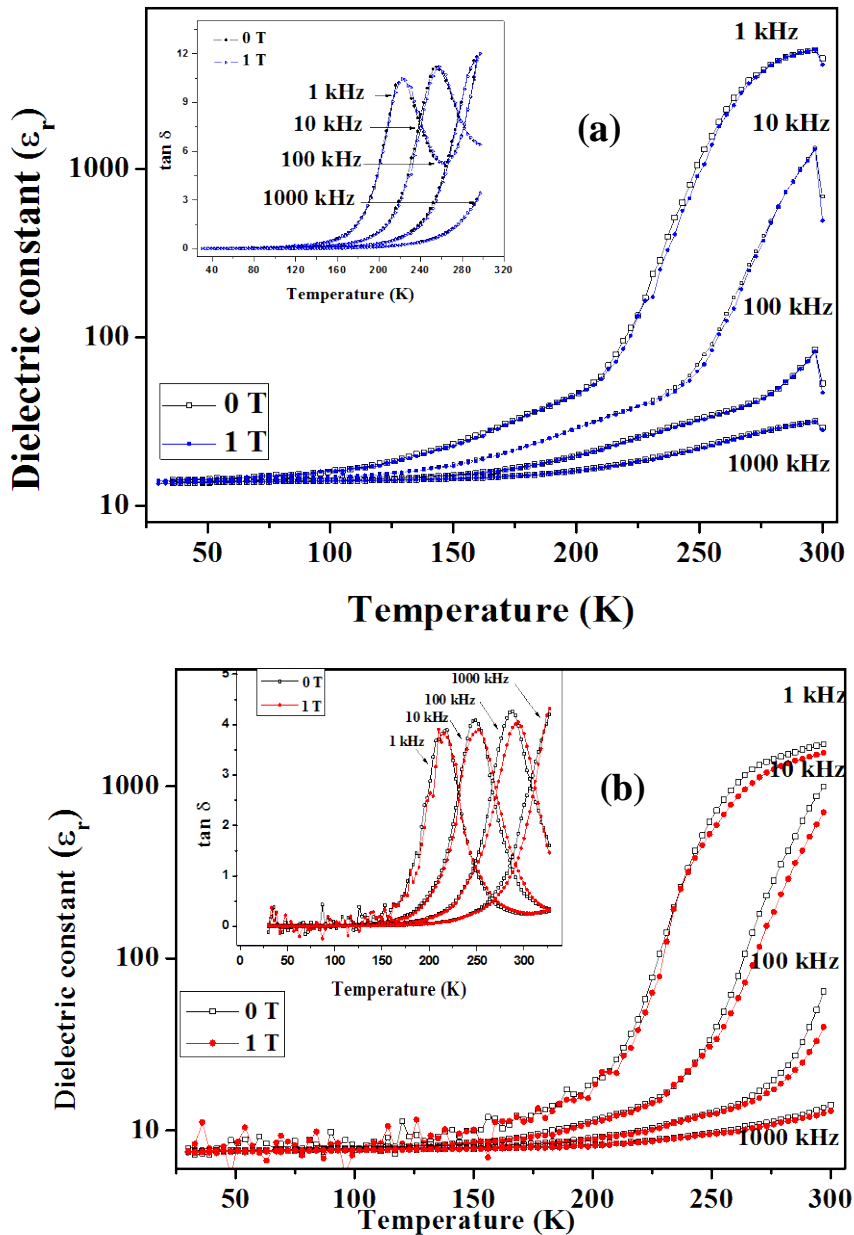 0 T
1 T
12
9
6
3
0
tan δ
1 kHz
10 kHz
100 kHz
1000 kHz
40 80 120 160 200 240 280 320
Temperature (K)
(a)
1 kHz
10 kHz
100 kHz
1000 kHz
1000
100
10
Dielectric constant (εr)
0 T
1 T
50 100 150 200 250 300
Temperature (K)
0 T
1 T
5
4
3
2
1
0
tan δ
1000 kHz
100 kHz
10 kHz
1 kHz
0 50 100 150 200 250 300
Temperature (K)
(b)
1 kHz
10 kHz
100 kHz
1000 kHz
1000
100
10
Dielectric constant (εr)
0 T
1 T
50 100 150 200 250 300
Temperature (K)